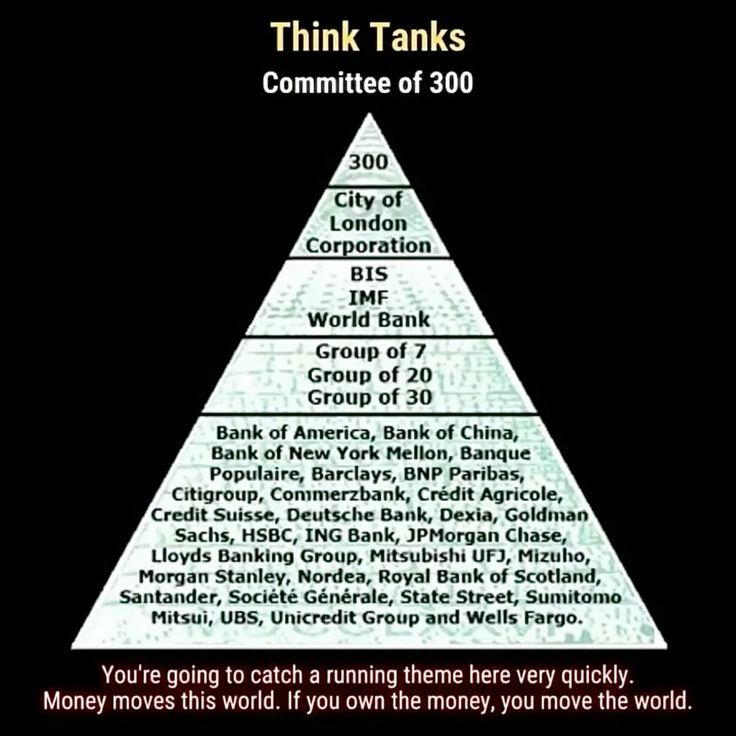 Think Tanks
Committee of 300
300
City of
London
Corporation
BIS
IMF
World Bank
Group of 7
Group of 20
Group of 30
Bank of America, Bank of China,
Bank of New York Mellon, Banque
Populaire, Barclays, BNP Paribas,
Citigroup, Commerzbank, Crédit Agricole,
Credit Suisse, Deutsche Bank, Dexia, Goldman
Sachs, HSBC, ING Bank, JPMorgan Chase,
Lloyds Banking Group, Mitsubishi UFJ, Mizuho,
Morgan Stanley, Nordea, Royal Bank of Scotland,
Santander, Société Générale, State Street, Sumitomo
Mitsui, UBS, Unicredit Group and Wells Fargo.
You're going to catch a running theme here very quickly.
Money moves this world. If you own the money, you move the world.